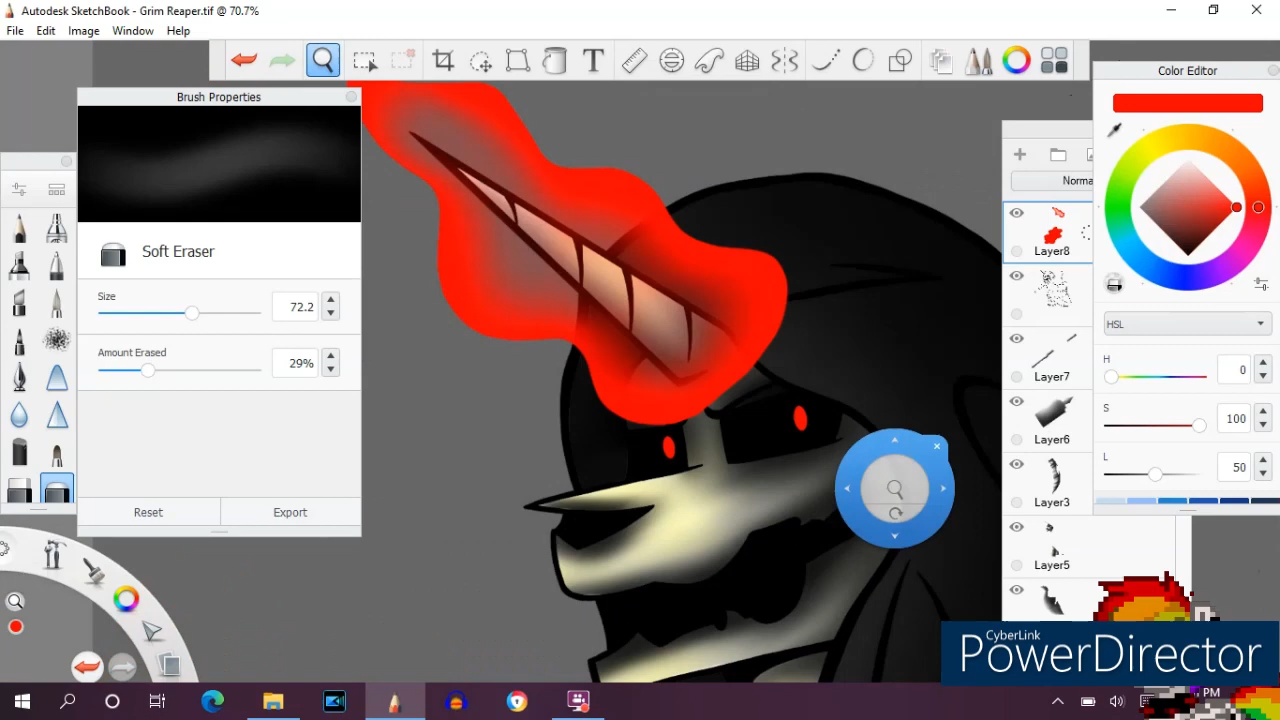 Autodesk SketchBook - Grim Reaper.tif @ 70.7%
File Edit Image Window Help
T
Brush Properties
Color Editor
Soft Eraser
Size
72.2
Amount Erased
29%
Reset Export
Norma
Layer8
Layer7
Layer6
Layer3
Layer5
HSL
H 0
S 100
L 50
CyberLink
PowerDirector
PM